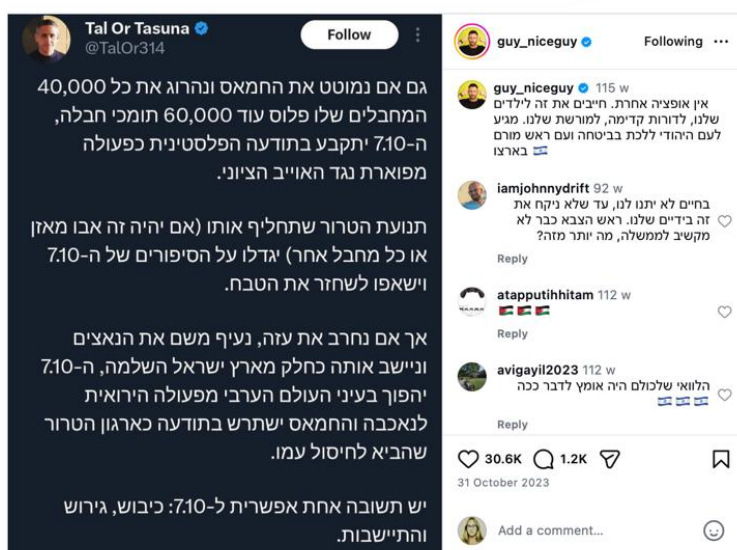 Tal Or Tasuna
@TalOr314
Follow
גם אם נמוטט את החמאס ונהרוג את כל 40,000
המחבלים שלו פלוס עוד 60,000 תומכי חבלה,
ה-7.10 יתקבע בתודעה הפלסטינית כפעולה
מפוארת נגד האוייב הציוני.
תנועת הטרור שתחליף אותו (אם יהיה זה אבו מאזן
או כל מחבל אחר) יגדלו על הסיפורים של ה-7.10
וישאפו לשחזר את הטבח.
אך אם נחרב את עזה, נעיף משם את הנאצים
וניישב אותה כחלק מארץ ישראל השלמה, ה-7.10
יהפוך בעיני העולם הערבי מפעולה הירואית
לנאכבה והחמאס ישתרש בתודעה כארגון הטרור
שהביא לחיסול עמו.
יש תשובה אחת אפשרית ל-7.10: כיבוש, גירוש
והתיישבות.
guy_niceguy
Following
guy_niceguy 115 w
אין אופציה אחרת. חייבים את זה לילדים
שלנו, לדורות קדימה, למורשת שלנו. מגיע
לעם היהודי ללכת בביטחה ועם ראש מורם
בארצו 🇮🇱
iamjohnnydrift 92 w
בחיים לא יתנו לנו, עד שלא ניקח את
זה בידיים שלנו. ראש הצבא כבר לא
מקשיב לממשלה, מה יותר מזה?
Reply
atapputihhitam 112 w
🇵🇸 🇵🇸 🇵🇸
Reply
avigayil2023 112 w
הלוואי שלכולם היה אומץ לדבר ככה
🇮🇱 🇮🇱 🇮🇱
Reply
30.6K 1.2K
31 October 2023
Add a comment...